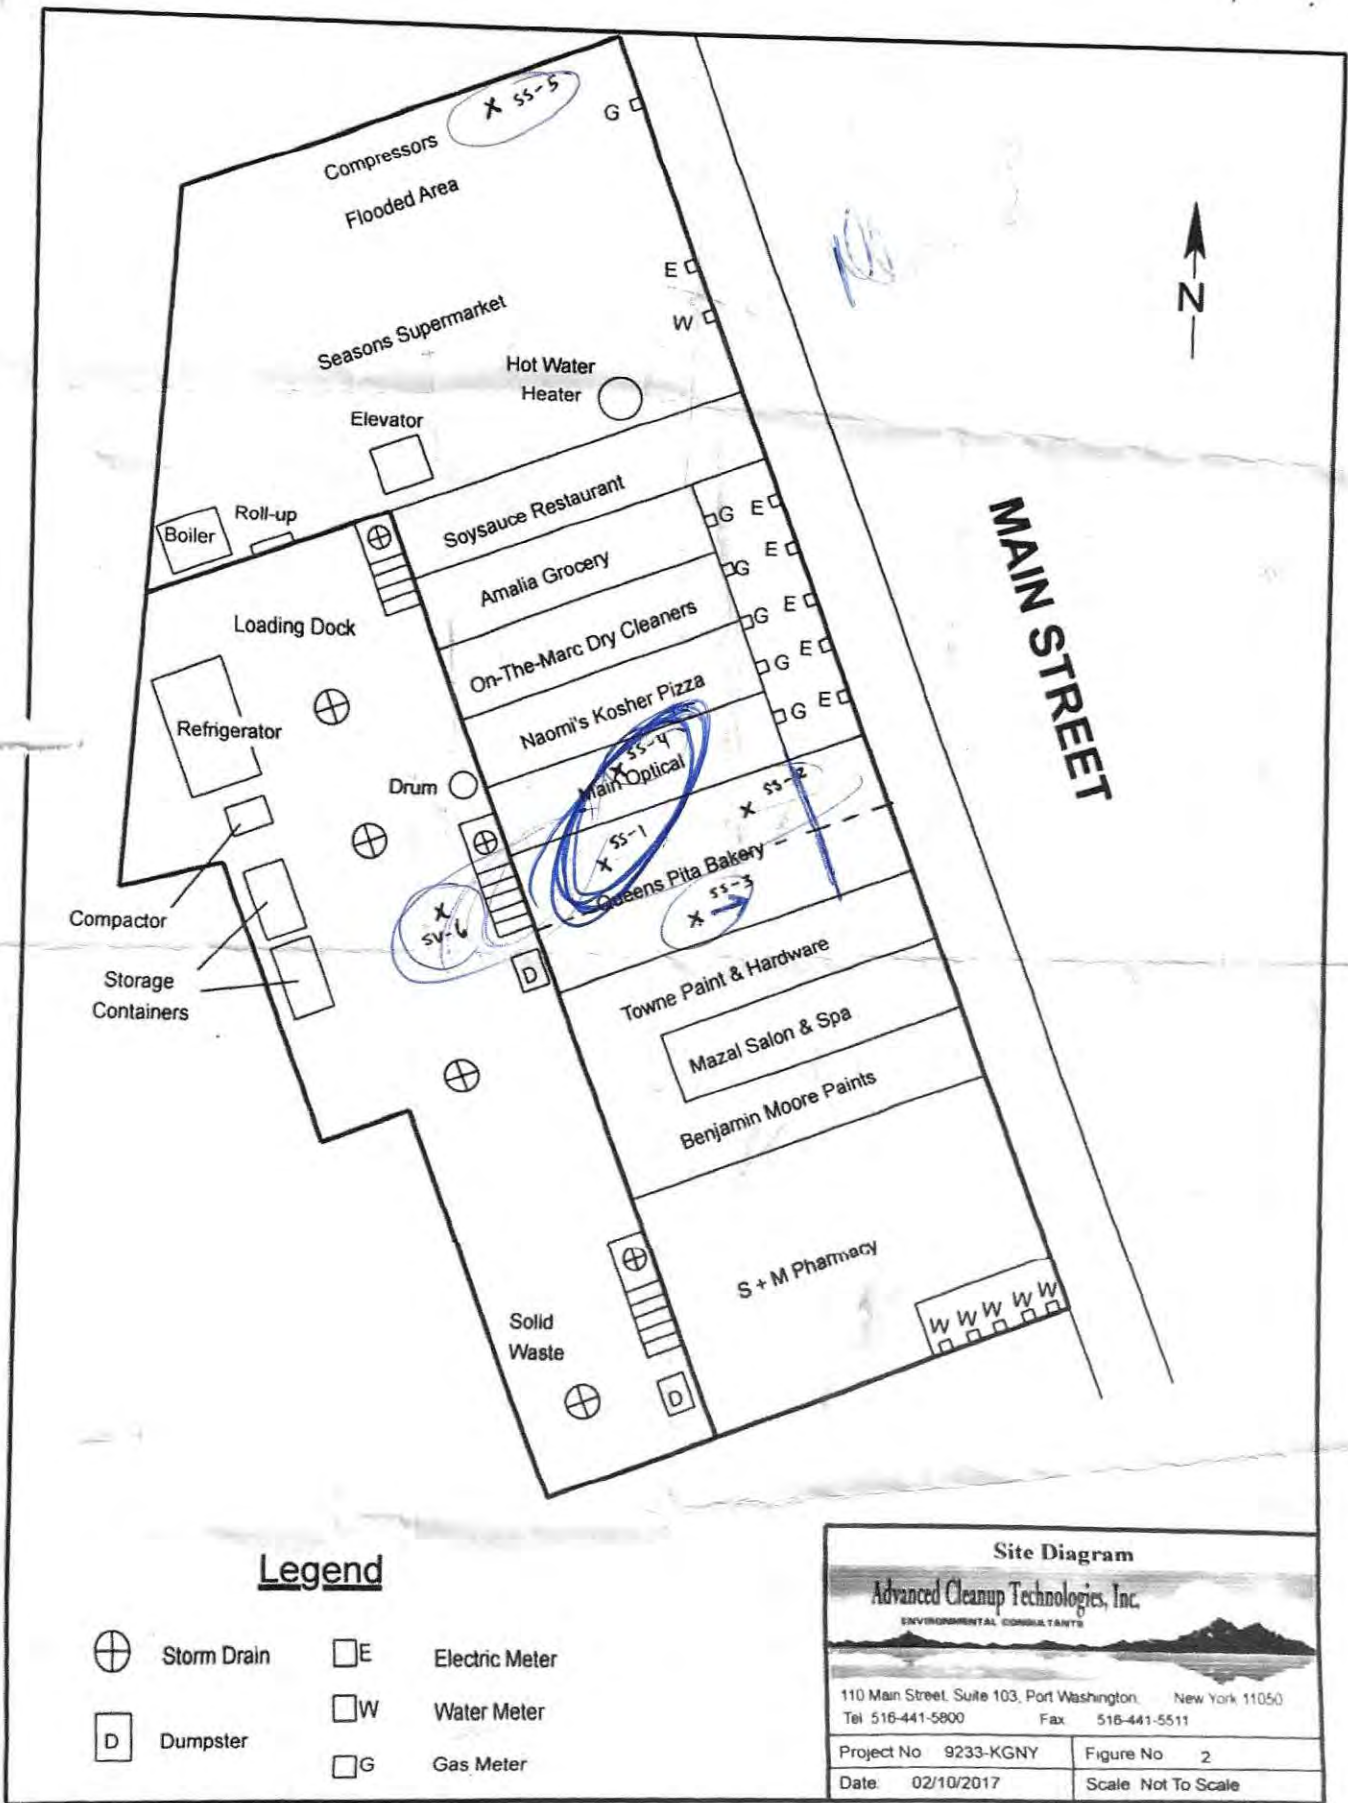 X SS-5
G
Compressors
Flooded Area
E
W
Seasons Supermarket
Hot Water
Heater
N
Elevator
Boiler
Roll-up
Soysauce Restaurant
G E
Amalia Grocery
G E
Loading Dock
On-The-Marc Dry Cleaners
G E
Refrigerator
Naomi's Kosher Pizza
G E
X SS-4
Main Optical
G E
MAIN STREET
Drum
X SS-2
X SS-1
Queens Pita Bakery
X SS-3
X
SV-6
Compactor
D
Storage
Containers
Towne Paint & Hardware
Mazal Salon & Spa
Benjamin Moore Paints
S + M Pharmacy
W W W W W
Solid
Waste
D
Legend
Storm Drain
E Electric Meter
W Water Meter
D Dumpster
G Gas Meter
Site Diagram
Advanced Cleanup Technologies, Inc.
ENVIRONMENTAL CONSULTANTS
110 Main Street, Suite 103, Port Washington, New York 11050
Tel 516-441-5800 Fax 516-441-5511
Project No 9233-KGNY Figure No 2
Date: 02/10/2017 Scale Not To Scale